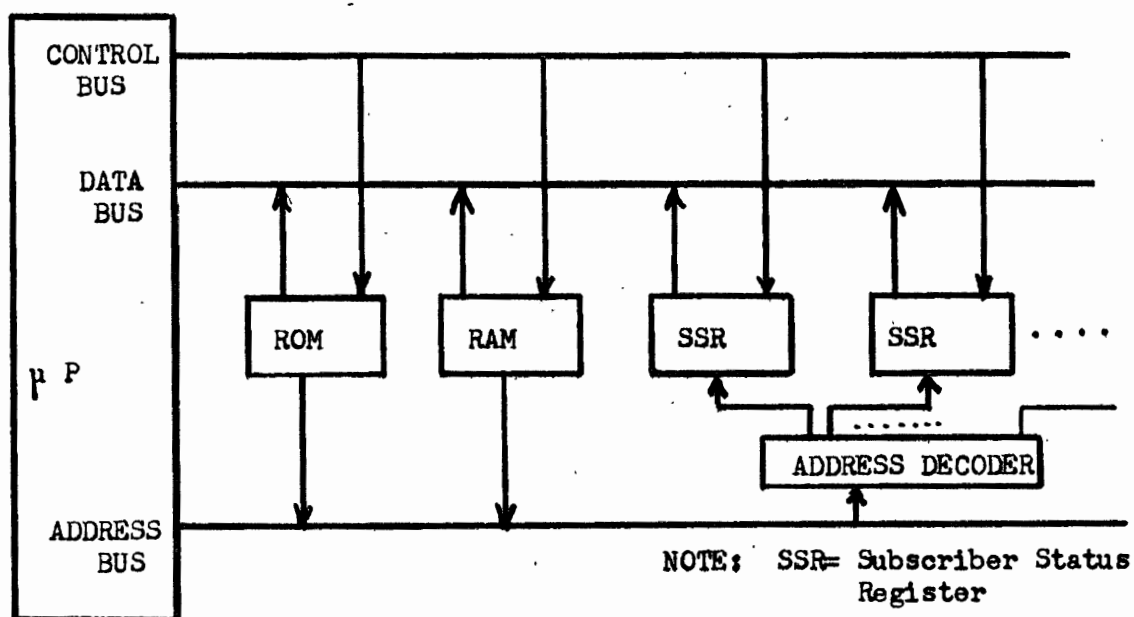 CONTROL
BUS
DATA
BUS
ROM
RAM
SSR
SSR
μ P
ADDRESS DECODER
ADDRESS
BUS
NOTE: SSR= Subscriber Status
Register